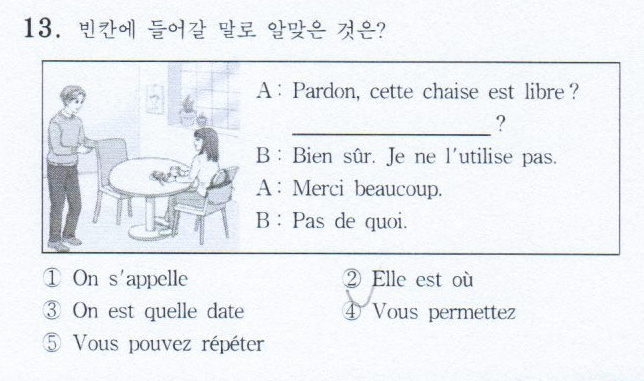 13. 빈칸에 들어갈 말로 알맞은 것은?
A : Pardon, cette chaise est libre ?
____________________ ?
B : Bien sûr. Je ne l'utilise pas.
A : Merci beaucoup.
B : Pas de quoi.
① On s'appelle ② Elle est où
③ On est quelle date ④ Vous permettez
⑤ Vous pouvez répéter